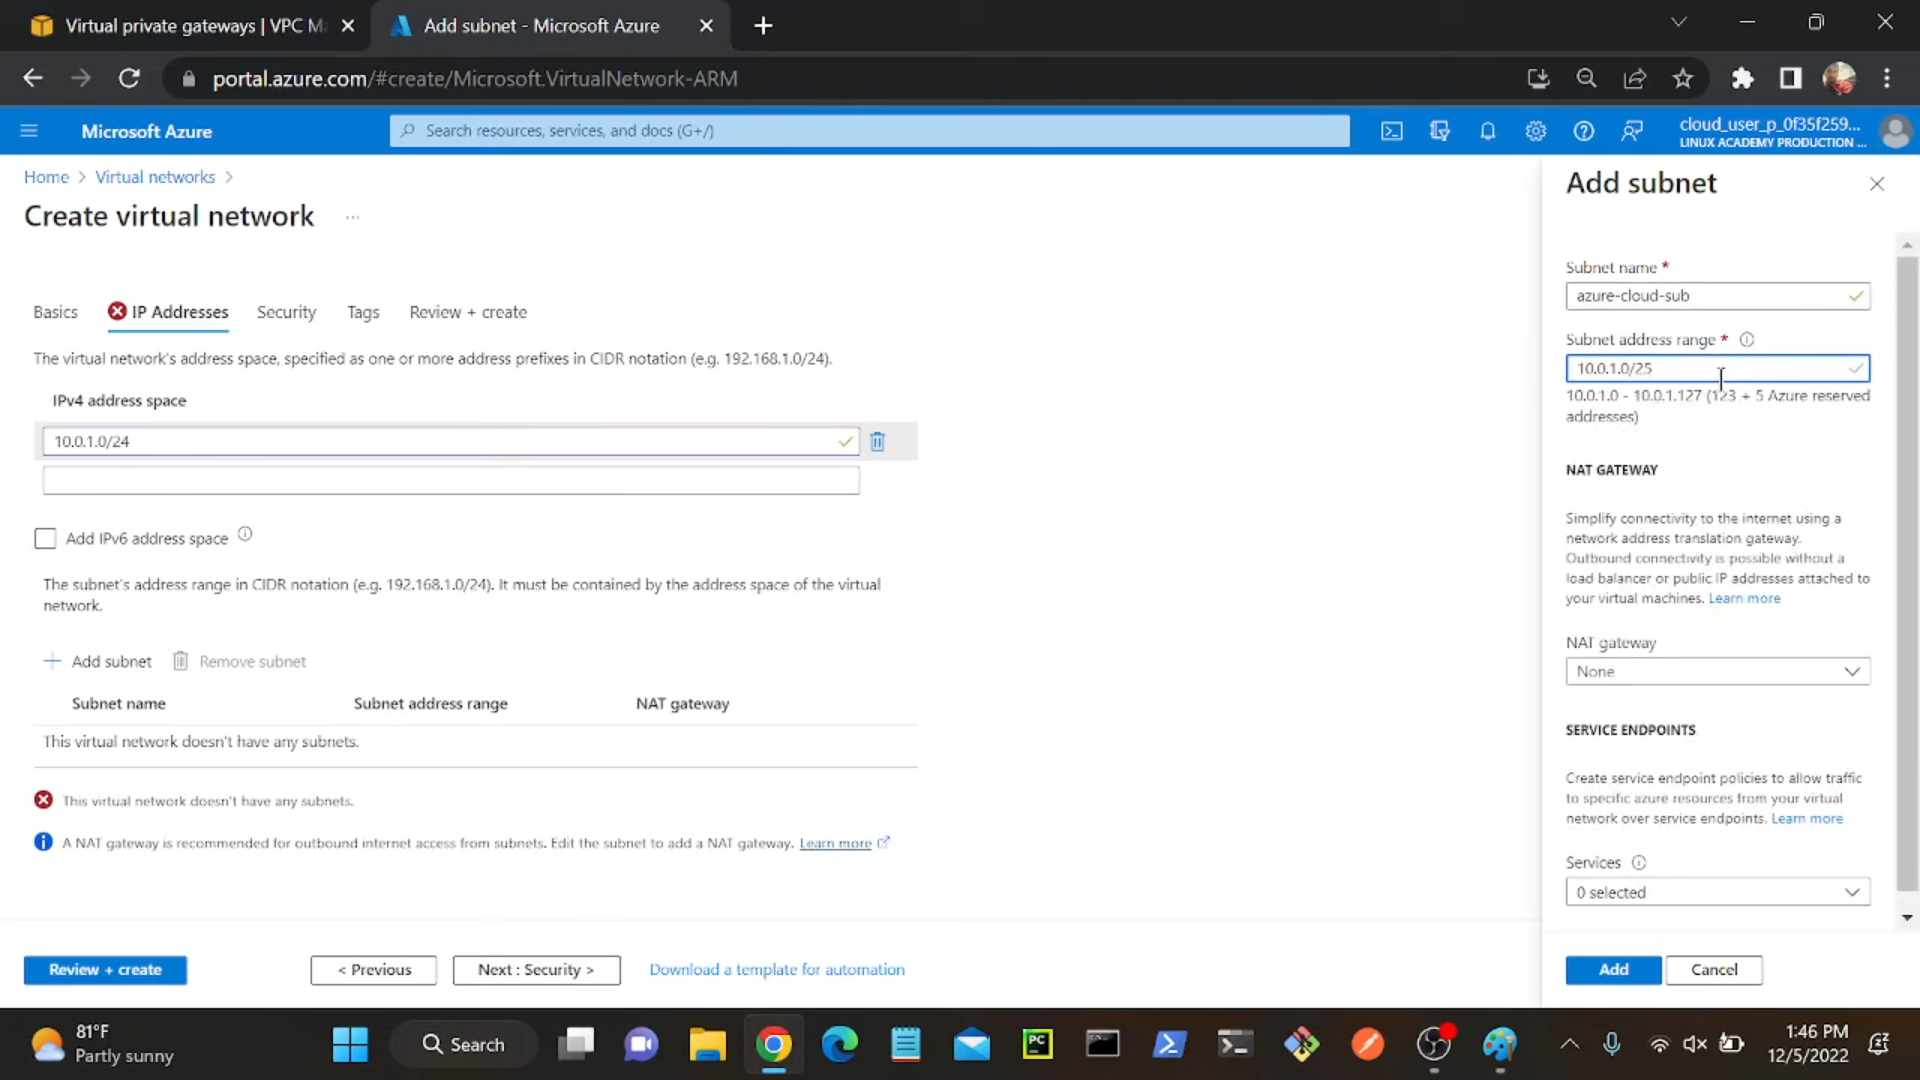 Virtual private gateways | VPC M
Add subnet - Microsoft Azure
portal.azure.com/#create/Microsoft.VirtualNetwork-ARM
Microsoft Azure
Search resources, services, and docs (G+/)
cloud_user_p_0f35f259...
LINUX ACADEMY PRODUCTION ...
Home > Virtual networks >
Create virtual network ...
Basics
IP Addresses
Security
Tags
Review + create
The virtual network's address space, specified as one or more address prefixes in CIDR notation (e.g. 192.168.1.0/24).
IPv4 address space
10.0.1.0/24
Add IPv6 address space
The subnet's address range in CIDR notation (e.g. 192.168.1.0/24). It must be contained by the address space of the virtual
network.
Add subnet
Remove subnet
Subnet name
Subnet address range
NAT gateway
This virtual network doesn't have any subnets.
This virtual network doesn't have any subnets.
A NAT gateway is recommended for outbound internet access from subnets. Edit the subnet to add a NAT gateway. Learn more
Review + create
< Previous
Next : Security >
Download a template for automation
Add subnet
Subnet name *
azure-cloud-sub
Subnet address range *
10.0.1.0/25
10.0.1.0 - 10.0.1.127 (123 + 5 Azure reserved
addresses)
NAT GATEWAY
Simplify connectivity to the internet using a
network address translation gateway.
Outbound connectivity is possible without a
load balancer or public IP addresses attached to
your virtual machines. Learn more
NAT gateway
None
SERVICE ENDPOINTS
Create service endpoint policies to allow traffic
to specific azure resources from your virtual
network over service endpoints. Learn more
Services
0 selected
Add
Cancel
81°F
Partly sunny
Search
PC
1:46 PM
12/5/2022